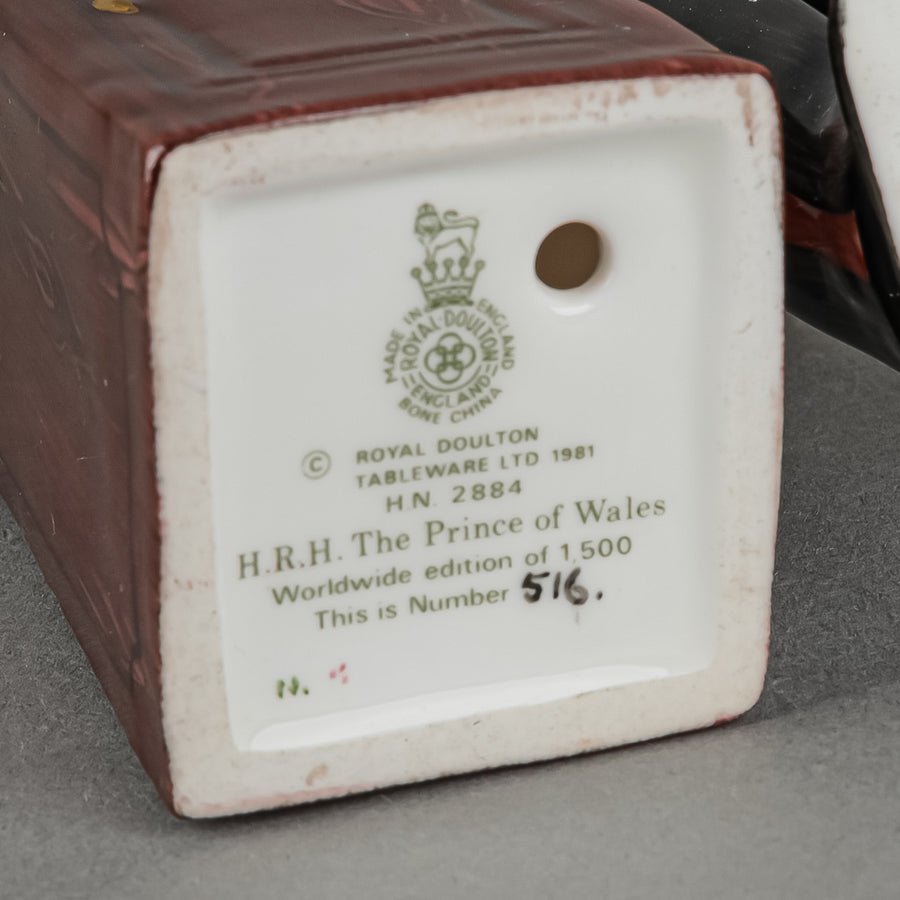 MADE IN ENGLAND
ROYAL·DOULTON
ENGLAND
BONE CHINA
© ROYAL DOULTON
TABLEWARE LTD 1981
H.N. 2884
H.R.H. The Prince of Wales
Worldwide edition of 1,500
This is Number 516.
N.